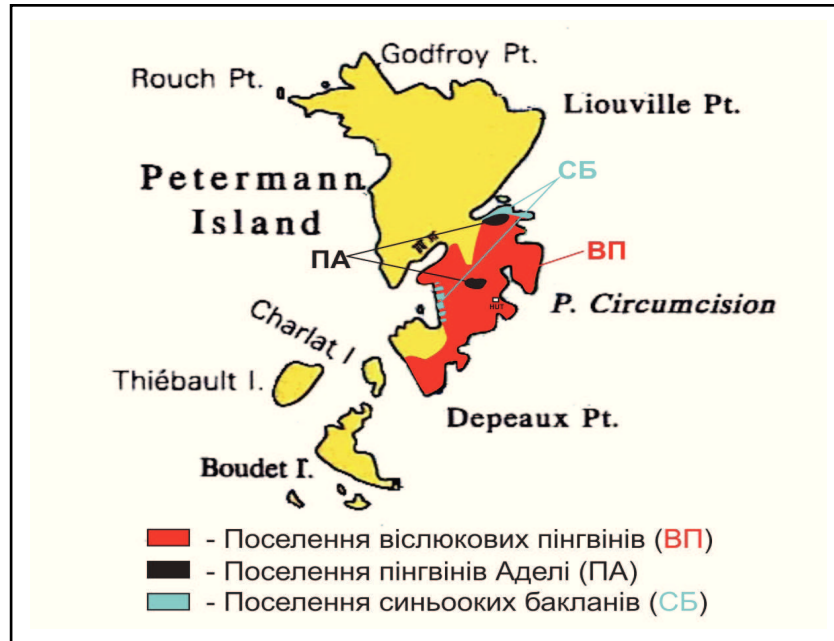 Godfroy Pt.
Rouch Pt.
Liouville Pt.
СБ
Petermann
Island
ПА
ВП
HUT
P. Circumcision
Charlat I
Thiébault I.
Depeaux Pt.
Boudet I.
- Поселення віслюкових пінгвінів (ВП)
- Поселення пінгвінів Аделі (ПА)
- Поселення синьооких бакланів (СБ)